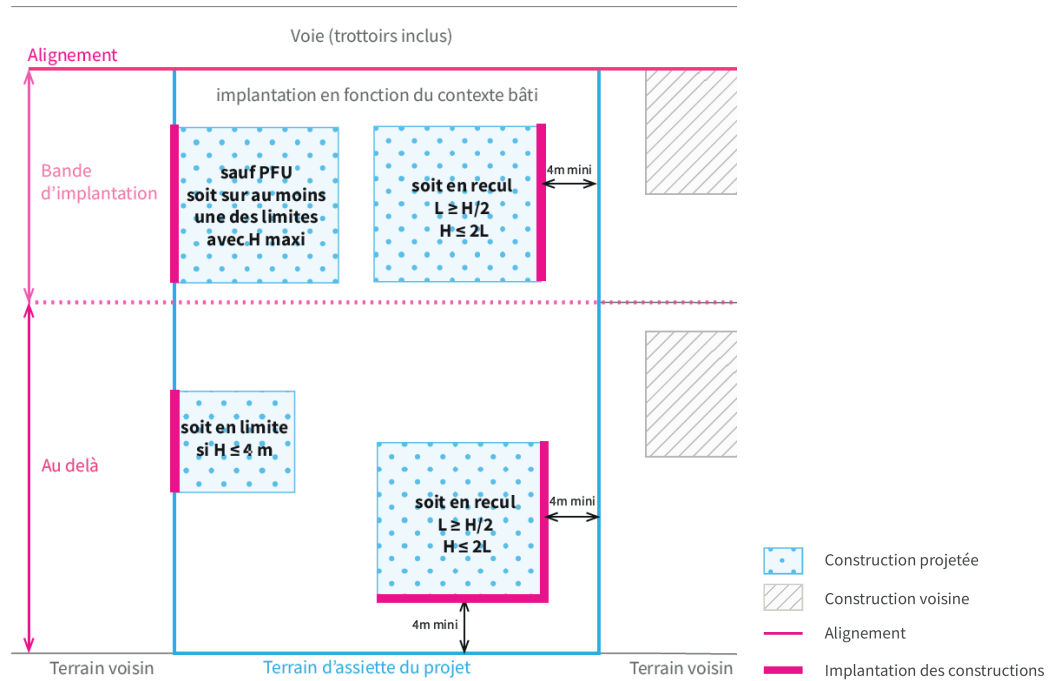 Voie (trottoirs inclus)
Alignement
implantation en fonction du contexte bâti
Bande
d’implantation
sauf PFU
soit sur au moins
une des limites
avec H maxi
soit en recul
L ≥ H/2
H ≤ 2L
4m mini
Au delà
soit en limite
si H ≤ 4 m
soit en recul
L ≥ H/2
H ≤ 2L
4m mini
4m mini
Terrain voisin
Terrain d’assiette du projet
Terrain voisin
Construction projetée
Construction voisine
Alignement
Implantation des constructions